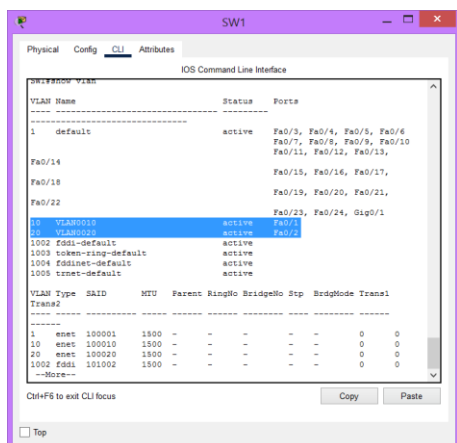 SW1
Physical Config CLI Attributes
IOS Command Line Interface
SW1#show vlan
VLAN Name Status Ports
---- -------------------------------- --------- -------------------------------
1 default active Fa0/3, Fa0/4, Fa0/5, Fa0/6
Fa0/7, Fa0/8, Fa0/9, Fa0/10
Fa0/11, Fa0/12, Fa0/13,
Fa0/14
Fa0/15, Fa0/16, Fa0/17,
Fa0/18
Fa0/19, Fa0/20, Fa0/21,
Fa0/22
Fa0/23, Fa0/24, Gig0/1
10 VLAN0010 active Fa0/1
20 VLAN0020 active Fa0/2
1002 fddi-default active
1003 token-ring-default active
1004 fddinet-default active
1005 trnet-default active
VLAN Type SAID MTU Parent RingNo BridgeNo Stp BrdgMode Trans1
Trans2
---- ----- ---------- ----- ------ ------ -------- ---- -------- ------
------
1 enet 100001 1500 - - - - - 0 0
10 enet 100010 1500 - - - - - 0 0
20 enet 100020 1500 - - - - - 0 0
1002 fddi 101002 1500 - - - - - 0 0
--More--
Ctrl+F6 to exit CLI focus
Copy Paste
Top